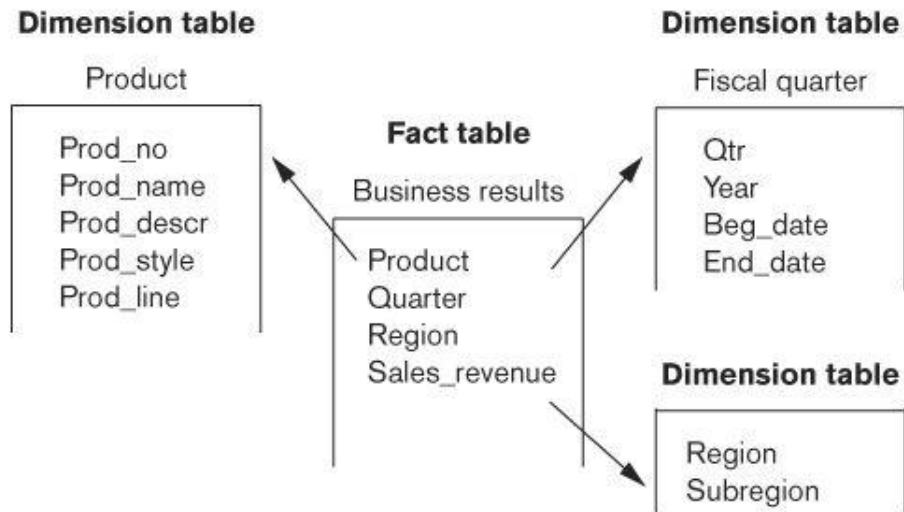 Dimension table
Product
Prod_no
Prod_name
Prod_descr
Prod_style
Prod_line
Fact table
Business results
Product
Quarter
Region
Sales_revenue
Dimension table
Fiscal quarter
Qtr
Year
Beg_date
End_date
Dimension table
Region
Subregion